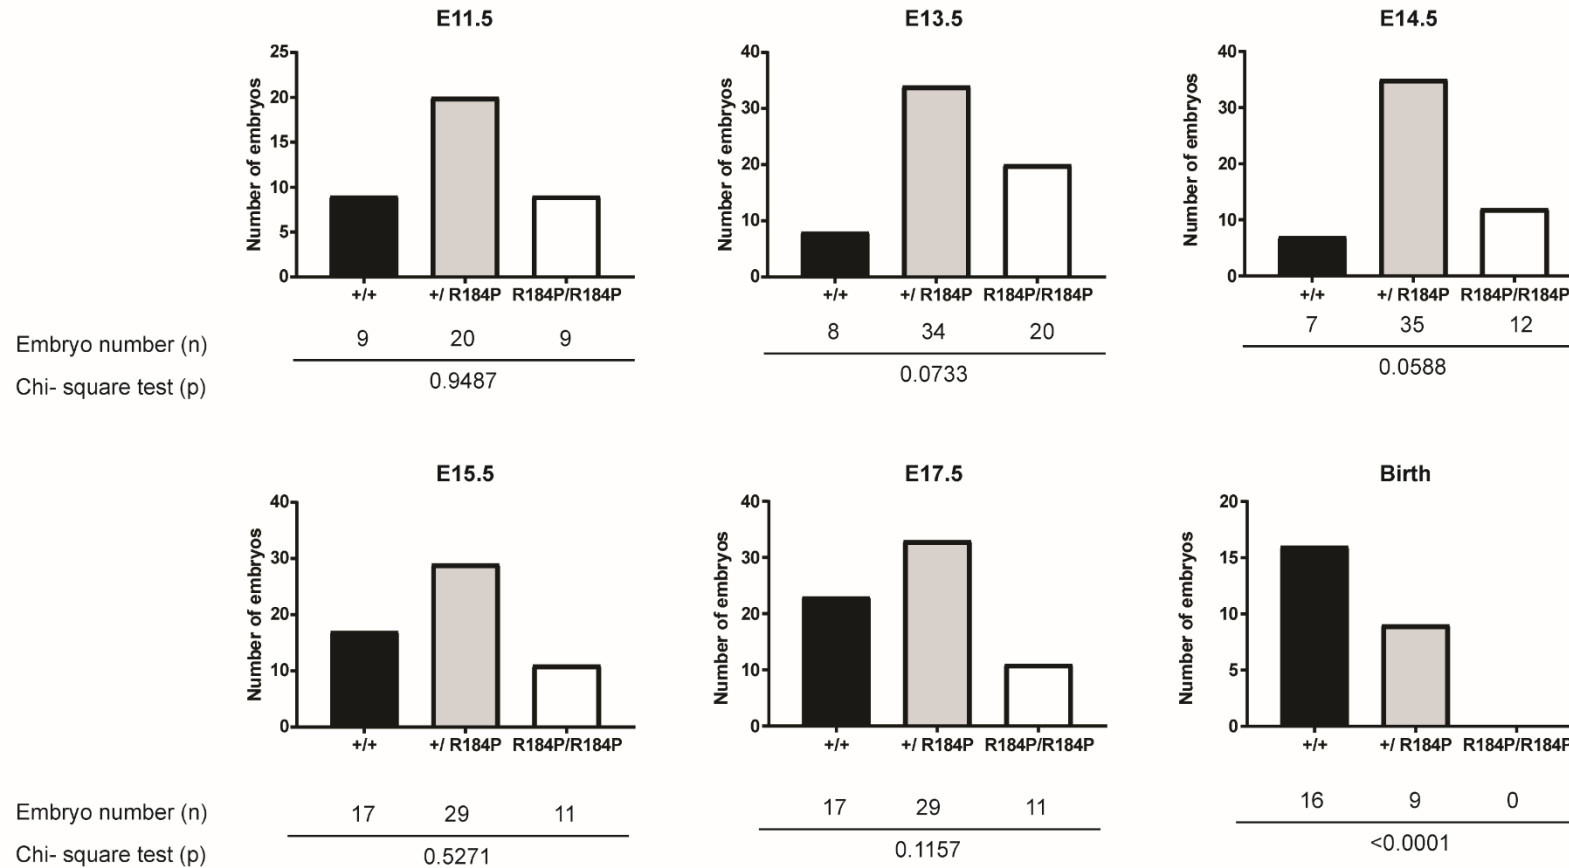 E11.5
Number of embryos
25
20
15
10
5
0
+/+ +/ R184P R184P/R184P
E13.5
Number of embryos
40
30
20
10
0
+/+ +/ R184P R184P/R184P
E14.5
Number of embryos
40
30
20
10
0
+/+ +/ R184P R184P/R184P
Embryo number (n) 9 20 9 8 34 20 7 35 12
Chi- square test (p) 0.9487 0.0733 0.0588
E15.5
Number of embryos
40
30
20
10
0
+/+ +/ R184P R184P/R184P
E17.5
Number of embryos
40
30
20
10
0
+/+ +/ R184P R184P/R184P
Birth
Number of embryos
20
15
10
5
0
+/+ +/ R184P R184P/R184P
Embryo number (n) 17 29 11 17 29 11 16 9 0
Chi- square test (p) 0.5271 0.1157 <0.0001